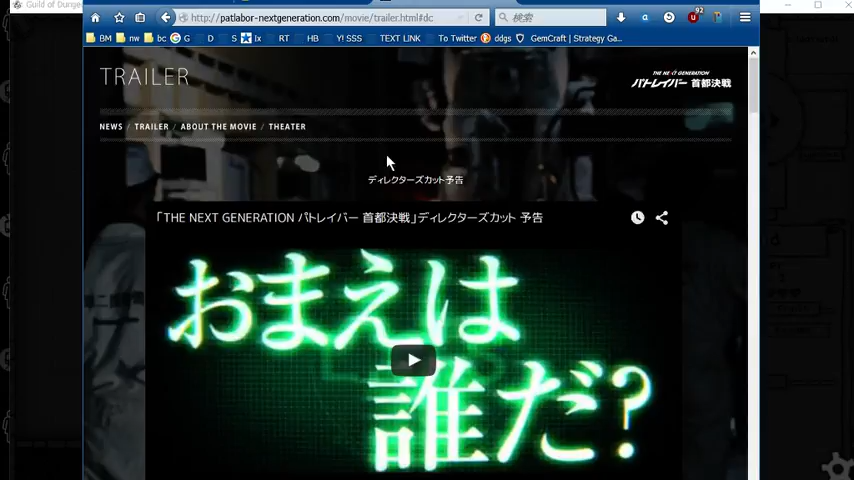 Guild of Dunge
http://patlabor-nextgeneration.com/movie/trailer.html#dc
検索
92
BM nw bc G D S lx RT HB Y! SSS TEXT LINK To Twitter ddgs GemCraft | Strategy Ga..
TRAILER
THE NEXT GENERATION
パトレイバー 首都決戦
NEWS / TRAILER / ABOUT THE MOVIE / THEATER
ディレクターズカット予告
「THE NEXT GENERATION パトレイバー 首都決戦」ディレクターズカット 予告
おまえは
誰だ?